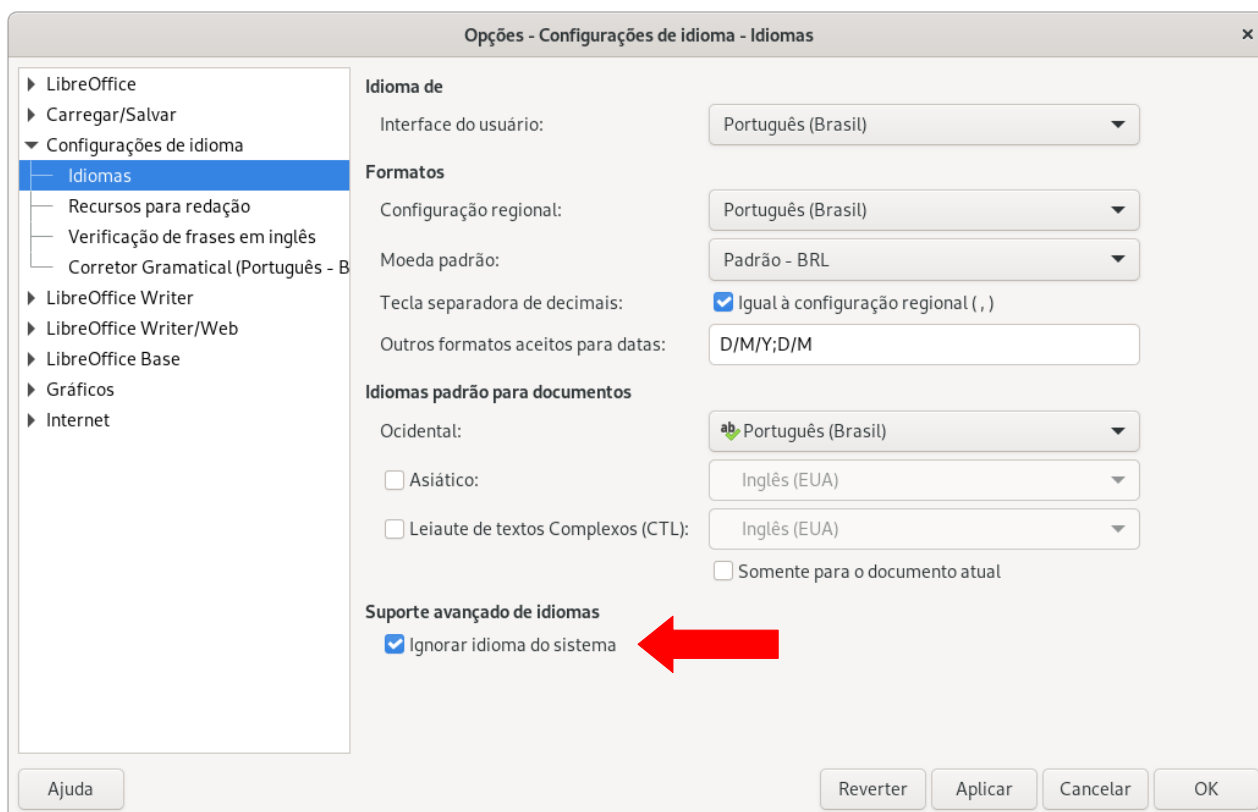 Opções - Configurações de idioma - Idiomas
×
LibreOffice
Carregar/Salvar
Configurações de idioma
Idiomas
Recursos para redação
Verificação de frases em inglês
Corretor Gramatical (Português - B
LibreOffice Writer
LibreOffice Writer/Web
LibreOffice Base
Gráficos
Internet
Idioma de
Interface do usuário: Português (Brasil)
Formatos
Configuração regional: Português (Brasil)
Moeda padrão: Padrão - BRL
Tecla separadora de decimais: Igual à configuração regional ( , )
Outros formatos aceitos para datas: D/M/Y;D/M
Idiomas padrão para documentos
Ocidental: ab Português (Brasil)
Asiático: Inglês (EUA)
Leiaute de textos Complexos (CTL): Inglês (EUA)
Somente para o documento atual
Suporte avançado de idiomas
Ignorar idioma do sistema
Ajuda Reverter Aplicar Cancelar OK